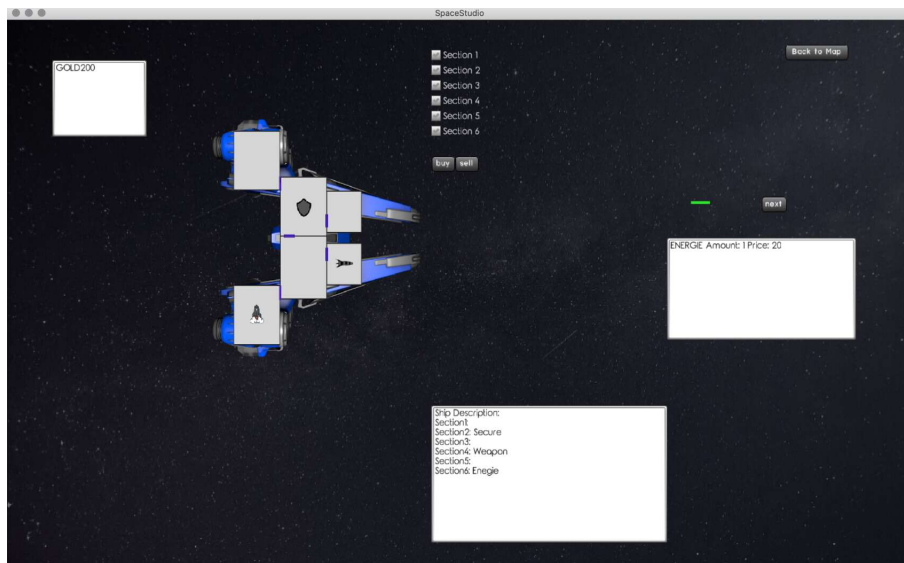 SpaceStudio
GOLD200
Section 1
Section 2
Section 3
Section 4
Section 5
Section 6
Back to Map
buy sell
next
ENERGIE Amount: 1 Price: 20
Ship Description:
Section1:
Section2: Secure
Section3:
Section4: Weapon
Section5:
Section6: Enegie